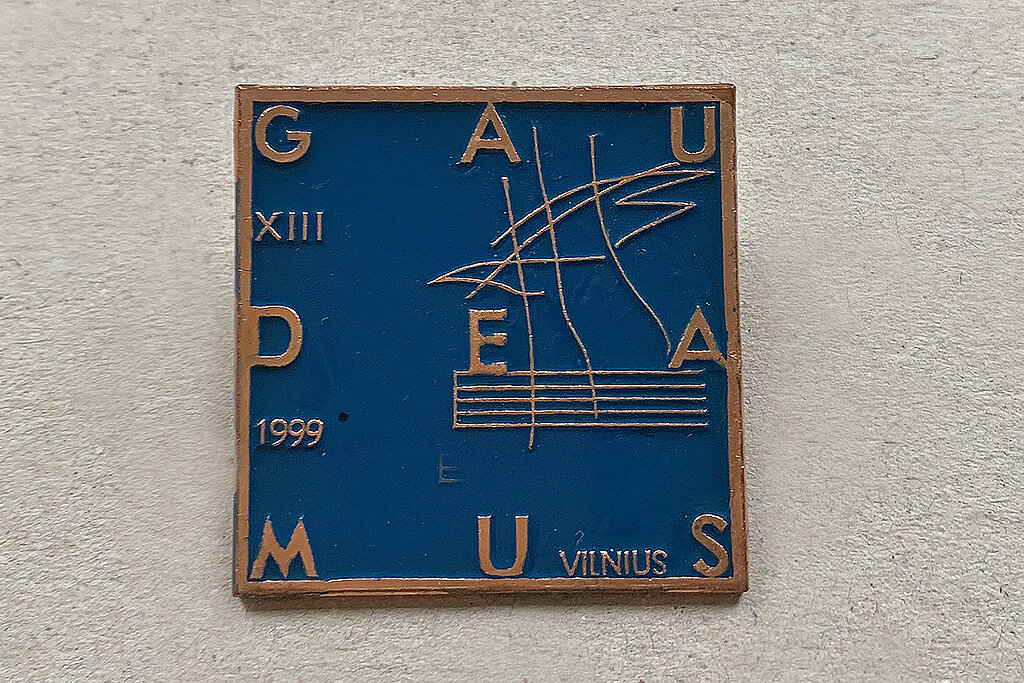 G A U
XIII
D E A
1999
M U S
VILNIUS